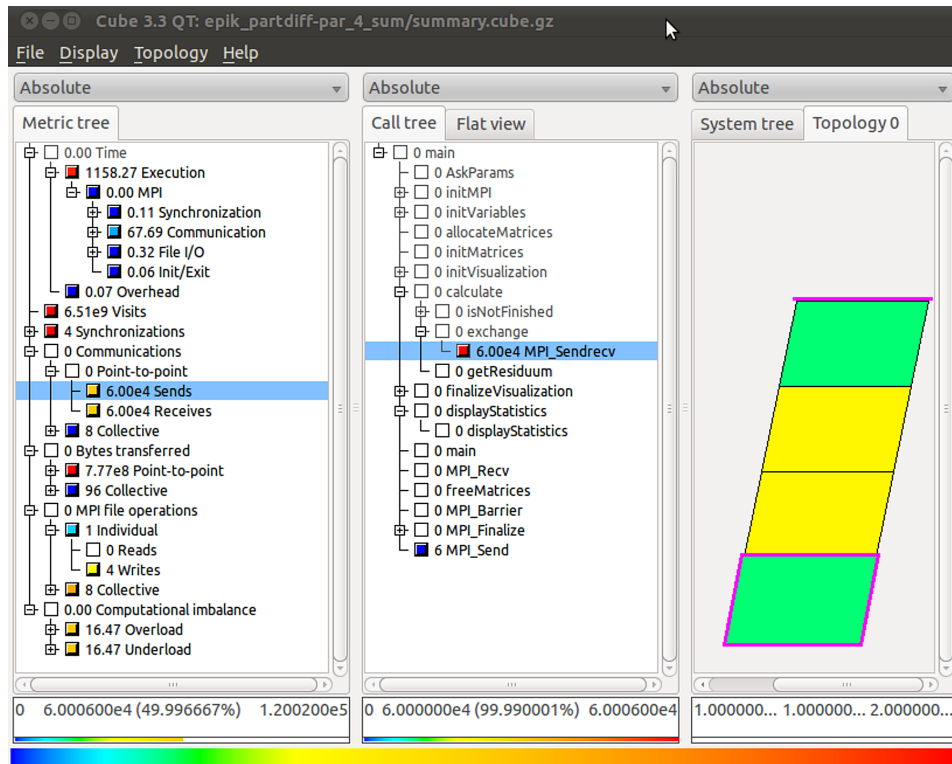 Cube 3.3 QT: epik_partdiff-par_4_sum/summary.cube.gz
File Display Topology Help
Absolute
Metric tree
0.00 Time
1158.27 Execution
0.00 MPI
0.11 Synchronization
67.69 Communication
0.32 File I/O
0.06 Init/Exit
0.07 Overhead
6.51e9 Visits
4 Synchronizations
0 Communications
0 Point-to-point
6.00e4 Sends
6.00e4 Receives
8 Collective
0 Bytes transferred
7.77e8 Point-to-point
96 Collective
0 MPI file operations
1 Individual
0 Reads
4 Writes
8 Collective
0.00 Computational imbalance
16.47 Overload
16.47 Underload
0 6.000600e4 (49.996667%) 1.200200e5
Absolute
Call tree Flat view
0 main
0 AskParams
0 initMPI
0 initVariables
0 allocateMatrices
0 initMatrices
0 initVisualization
0 calculate
0 isNotFinished
0 exchange
6.00e4 MPI_Sendrecv
0 getResiduum
0 finalizeVisualization
0 displayStatistics
0 displayStatistics
0 main
0 MPI_Recv
0 freeMatrices
0 MPI_Barrier
0 MPI_Finalize
6 MPI_Send
0 6.000000e4 (99.990001%) 6.000600e4
Absolute
System tree Topology 0
1.000000... 1.000000... 2.000000...